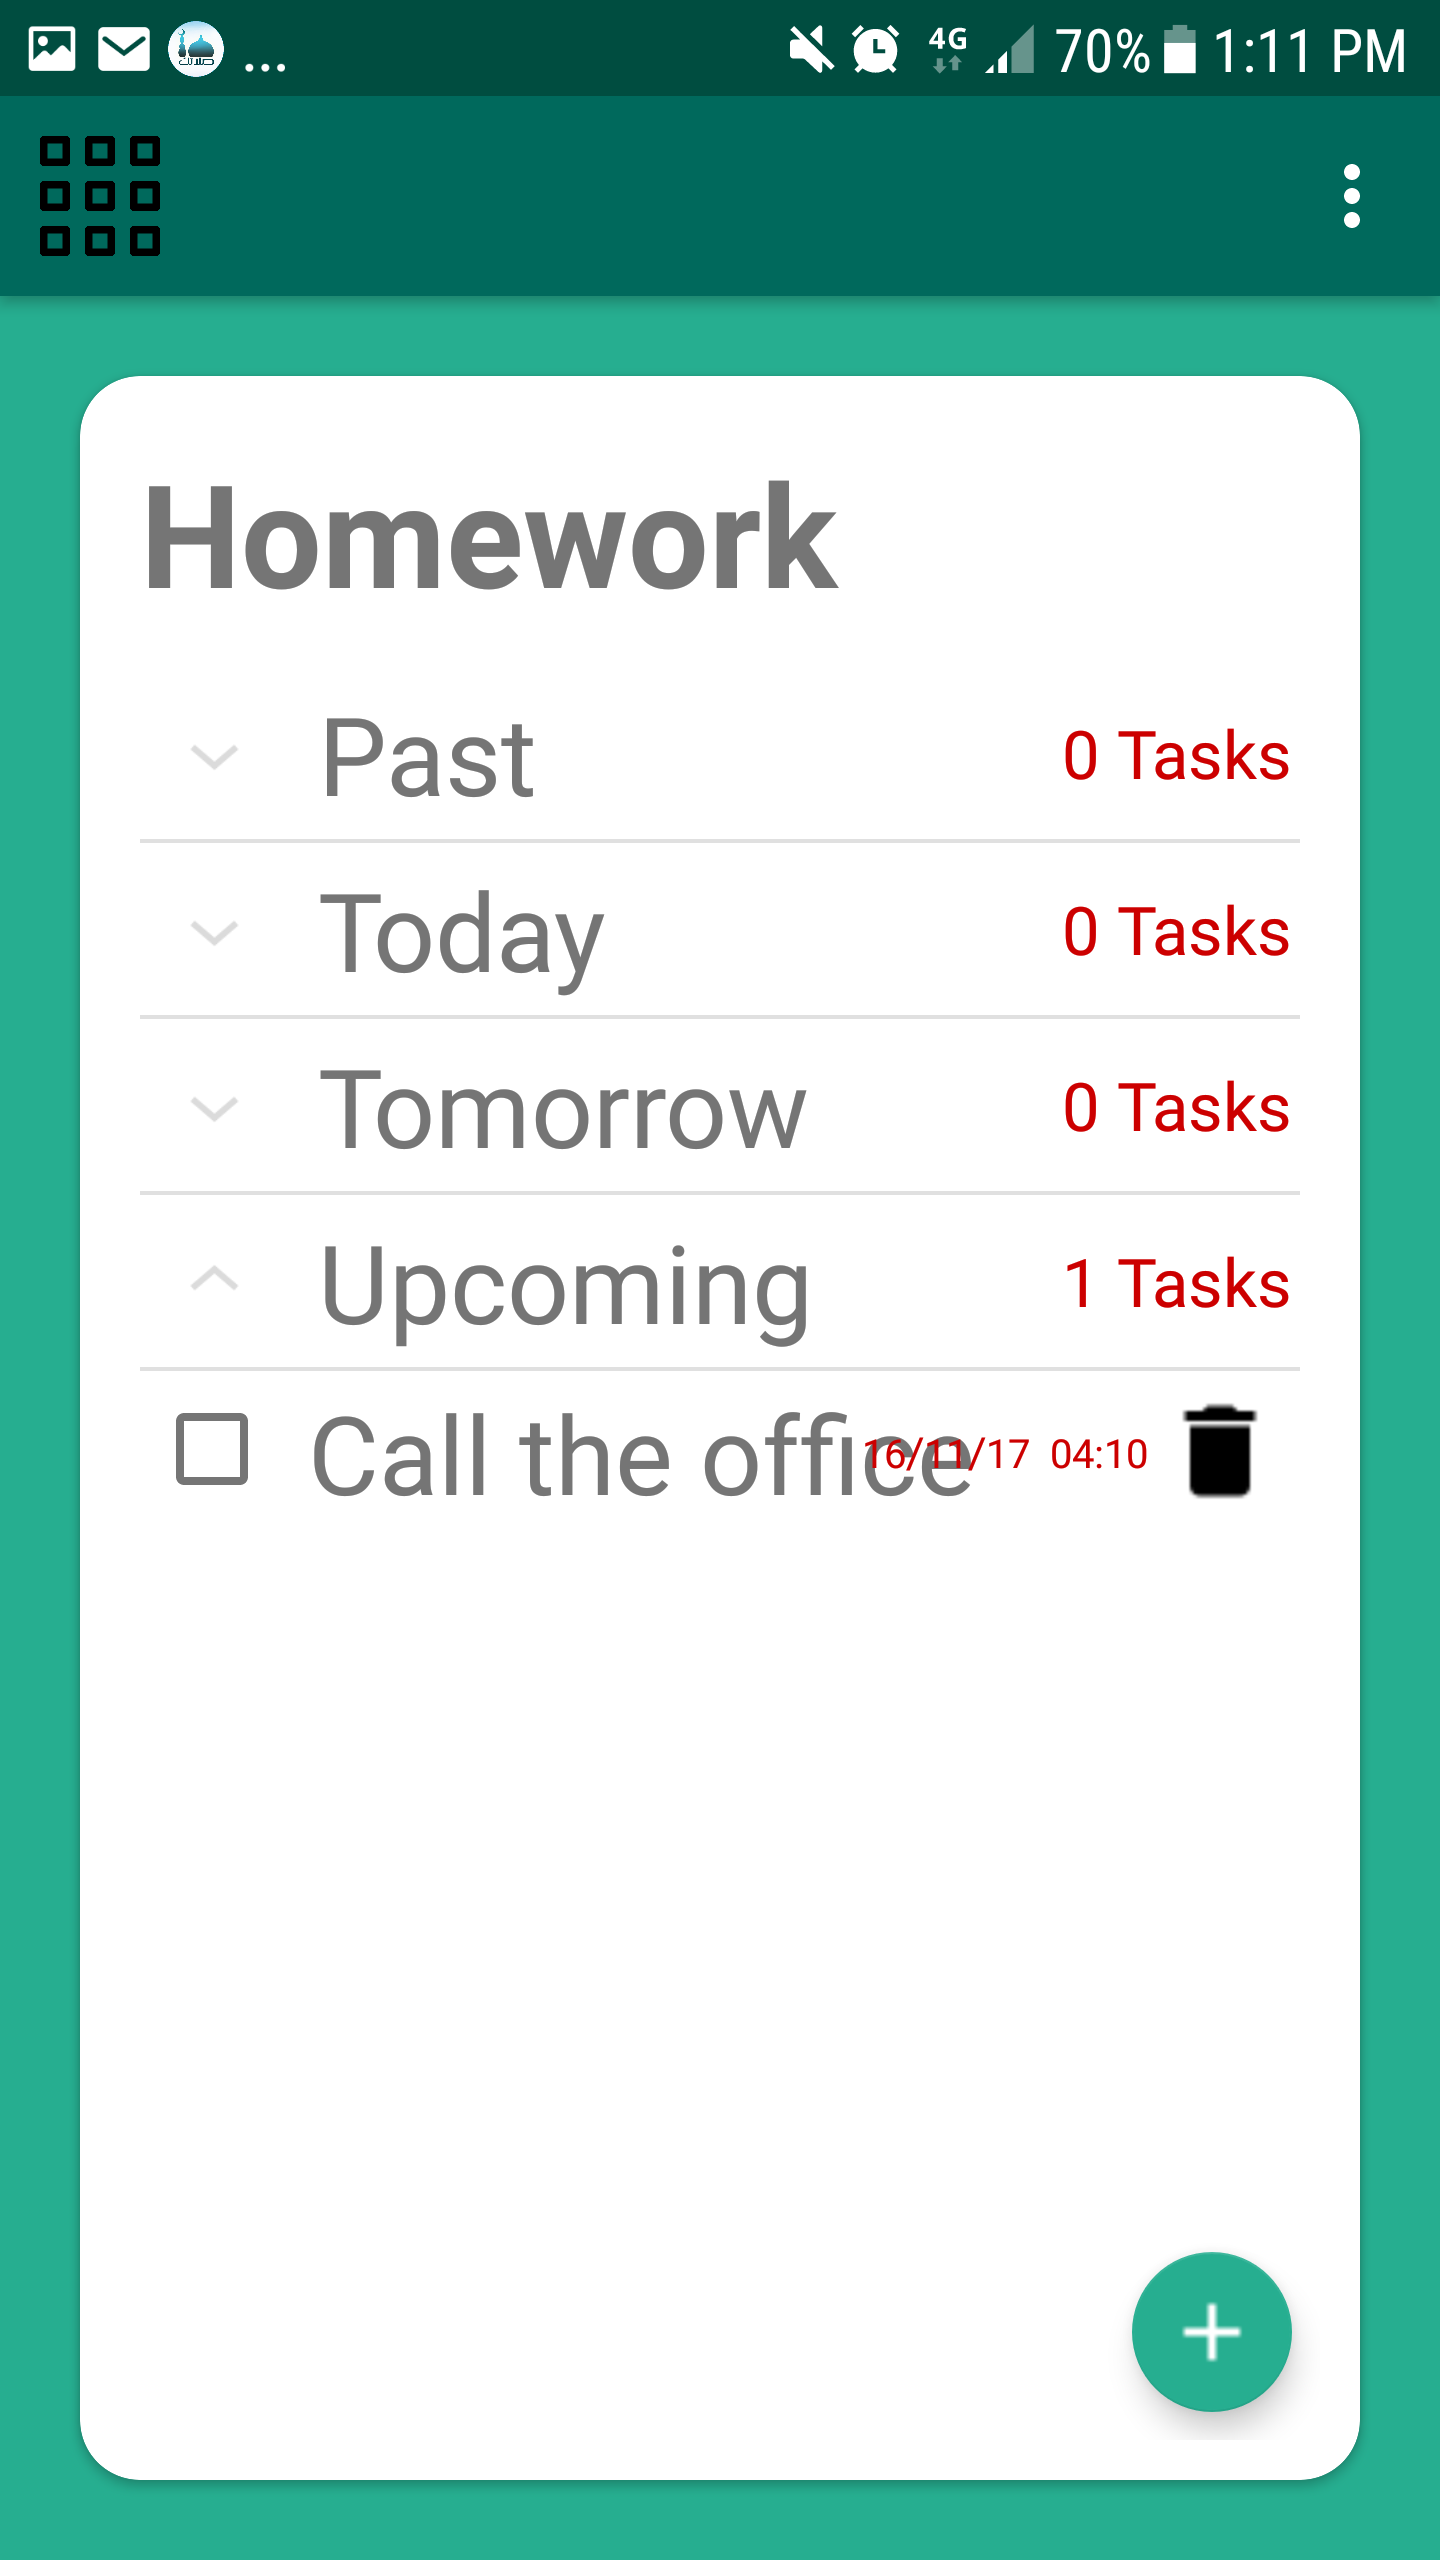 ... 4G 70% 1:11 PM
Homework
Past 0 Tasks
Today 0 Tasks
Tomorrow 0 Tasks
Upcoming 1 Tasks
Call the office 16/11/17 04:10